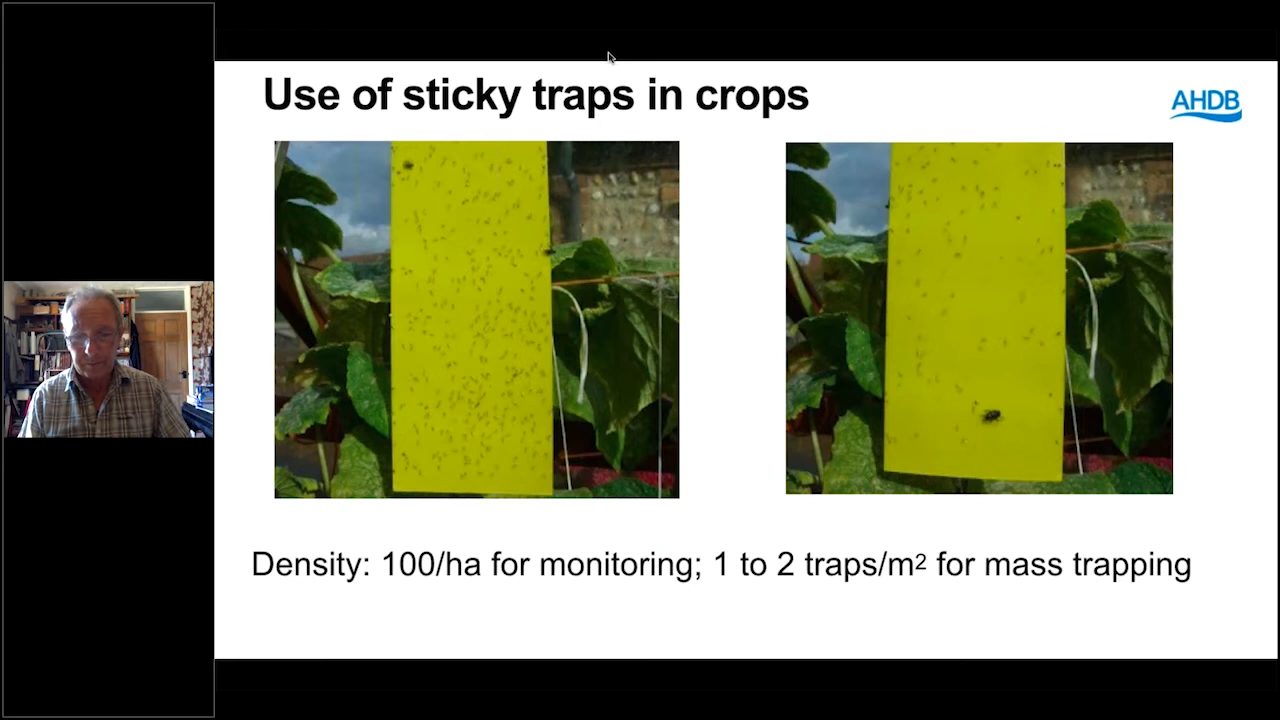 Use of sticky traps in crops
AHDB
Density: 100/ha for monitoring; 1 to 2 traps/m2 for mass trapping